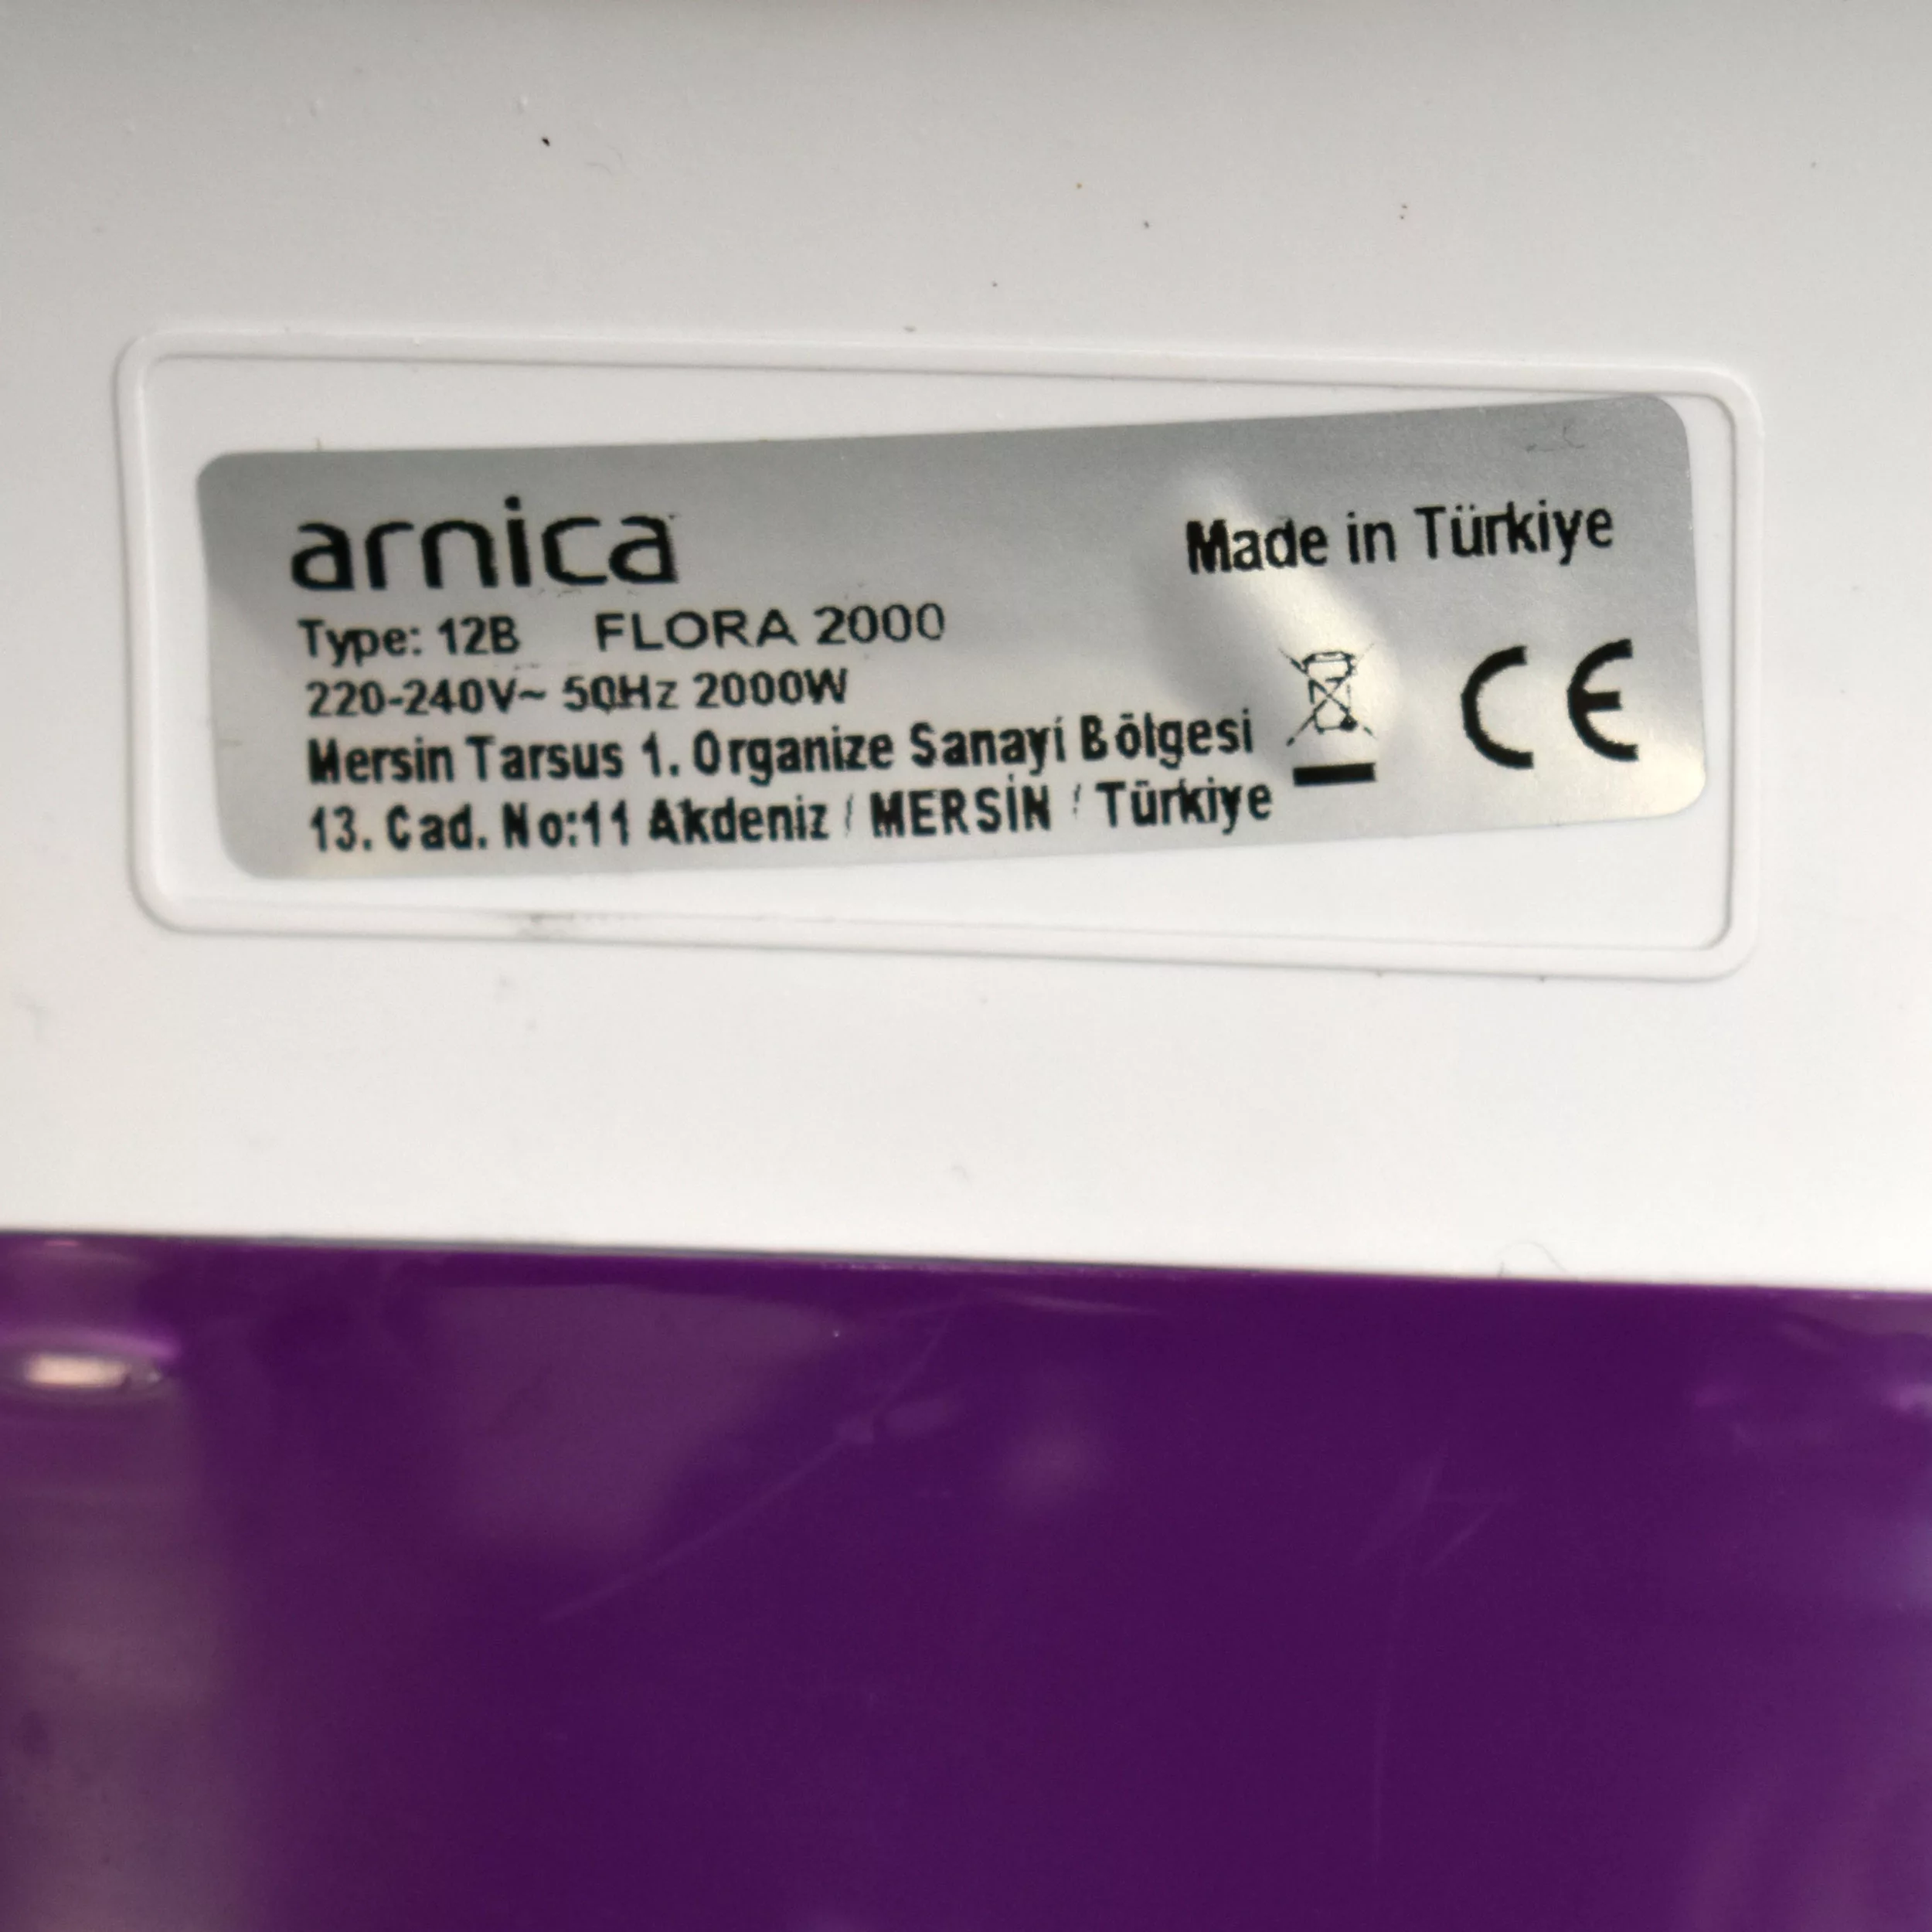 arnica
Made in Türkiye
Type: 12B FLORA 2000
220-240V~ 50Hz 2000W
Mersin Tarsus 1. Organize Sanayi Bölgesi
13. Cad. No:11 Akdeniz / MERSİN / Türkiye
CE